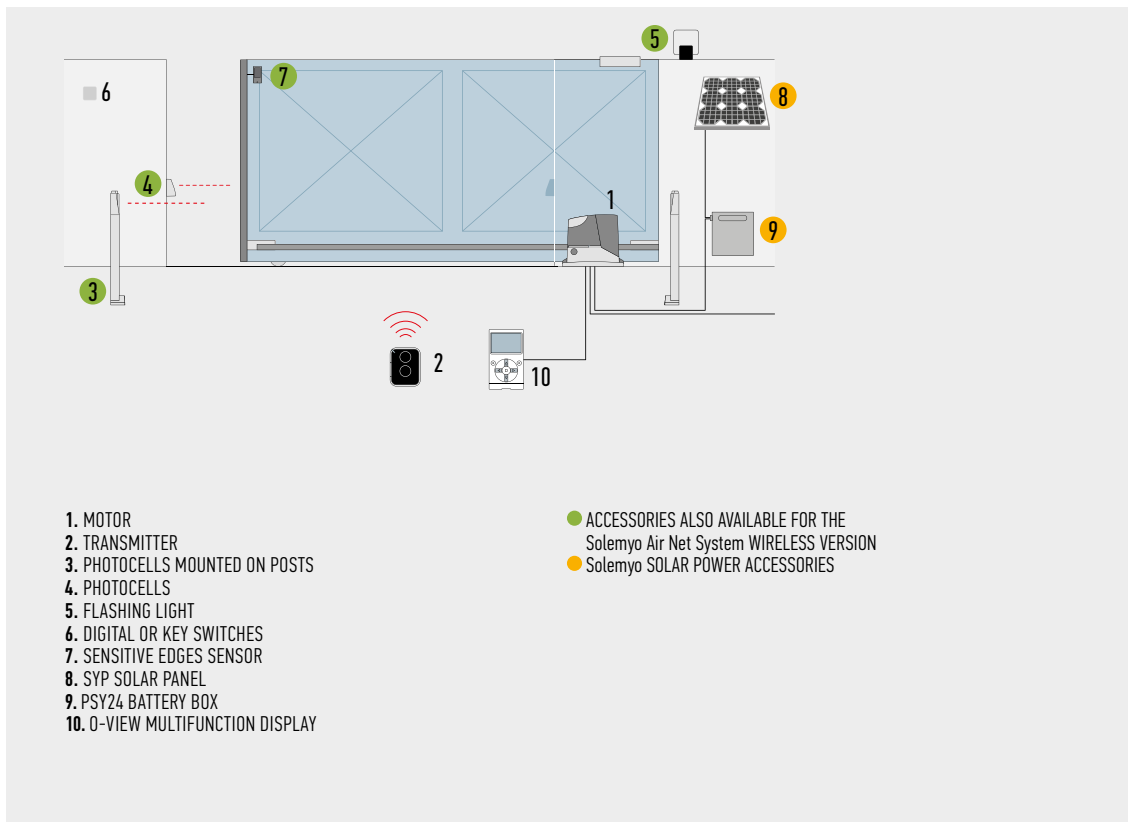 5
7
8
6
4
1
9
3
2
10
1. MOTOR
2. TRANSMITTER
3. PHOTOCELLS MOUNTED ON POSTS
4. PHOTOCELLS
5. FLASHING LIGHT
6. DIGITAL OR KEY SWITCHES
7. SENSITIVE EDGES SENSOR
8. SYP SOLAR PANEL
9. PSY24 BATTERY BOX
10. O-VIEW MULTIFUNCTION DISPLAY
ACCESSORIES ALSO AVAILABLE FOR THE
Solemyo Air Net System WIRELESS VERSION
Solemyo SOLAR POWER ACCESSORIES